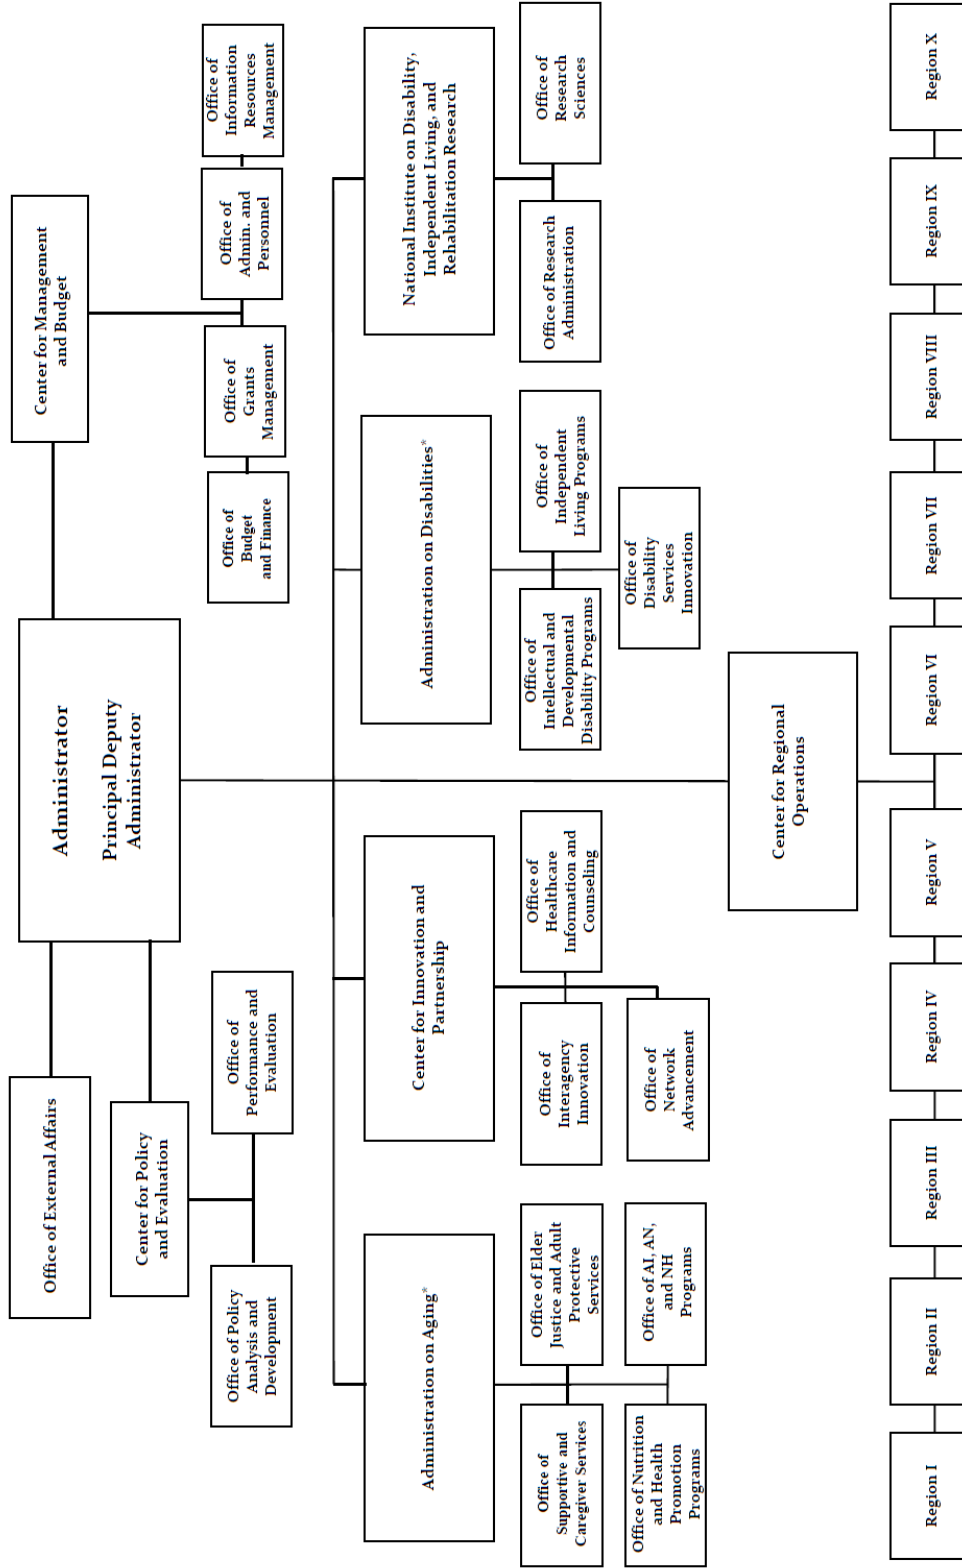 Administrator
Principal Deputy
Administrator
Office of External Affairs
Center for Policy
and Evaluation
Office of Policy
Analysis and
Development
Office of
Performance and
Evaluation
Center for Management
and Budget
Office of
Budget
and Finance
Office of
Grants
Management
Office of
Admin. and
Personnel
Office of
Information
Resources
Management
Administration on Aging*
Office of
Supportive and
Caregiver Services
Office of Elder
Justice and Adult
Protective
Services
Office of Nutrition
and Health
Promotion
Programs
Office of AI, AN,
and NH
Programs
Center for Innovation and
Partnership
Office of
Interagency
Innovation
Office of
Healthcare
Information and
Counseling
Office of
Network
Advancement
Administration on Disabilities*
Office of
Intellectual and
Developmental
Disability Programs
Office of
Independent
Living Programs
Office of
Disability
Services
Innovation
National Institute on Disability,
Independent Living, and
Rehabilitation Research
Office of Research
Administration
Office of
Research
Sciences
Center for Regional
Operations
Region I
Region II
Region III
Region IV
Region V
Region VI
Region VII
Region VIII
Region IX
Region X